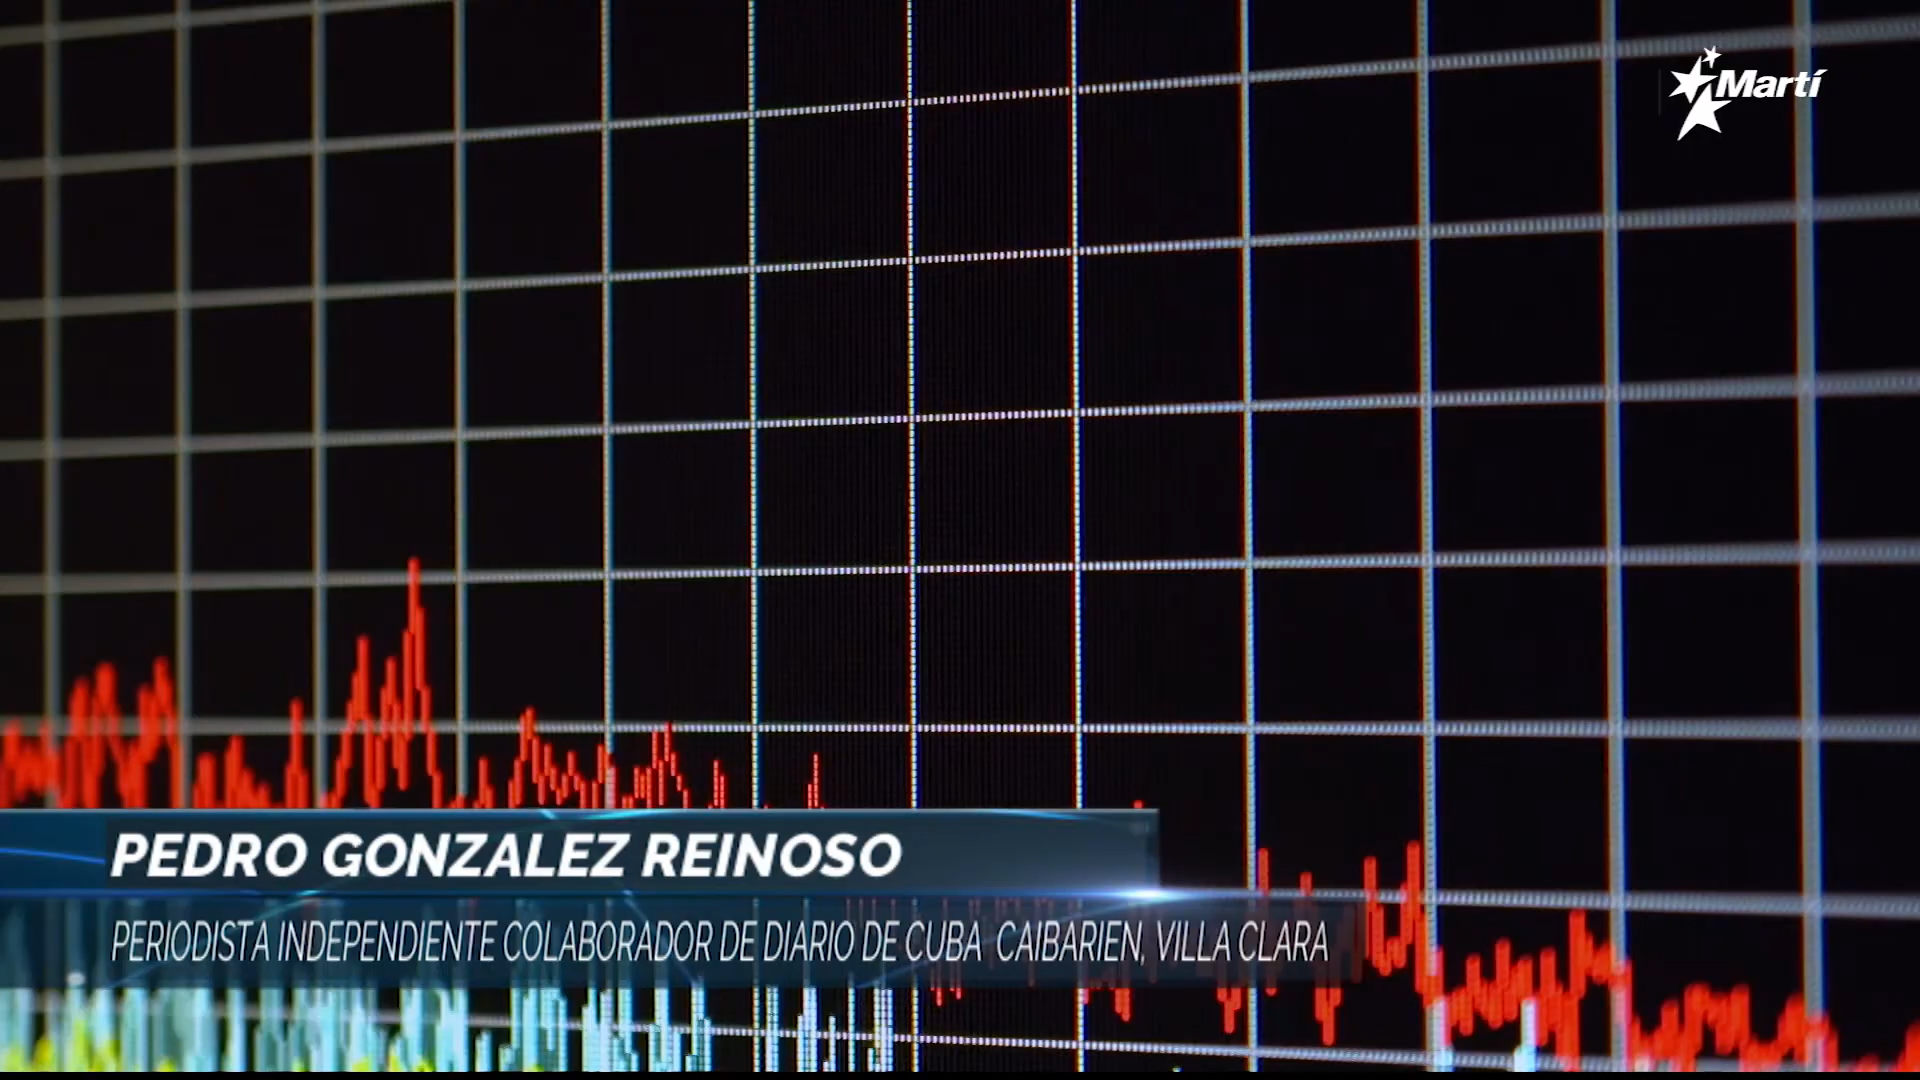 Martí
PEDRO GONZALEZ REINOSO
PERIODISTA INDEPENDIENTE COLABORADOR DE DIARIO DE CUBA CAIBARIEN, VILLA CLARA